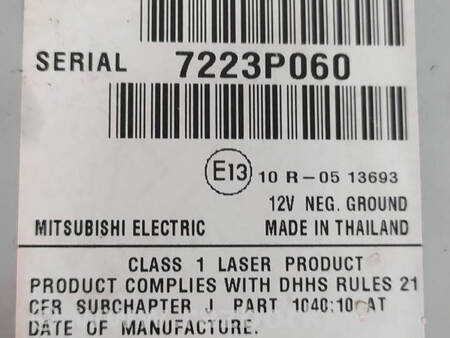 SERIAL 7223P060
E13 10 R-05 13693
12V NEG. GROUND
MITSUBISHI ELECTRIC MADE IN THAILAND
CLASS 1 LASER PRODUCT
PRODUCT COMPLIES WITH DHHS RULES 21
CFR SUBCHAPTER J PART 1040:10 AT
DATE OF MANUFACTURE.